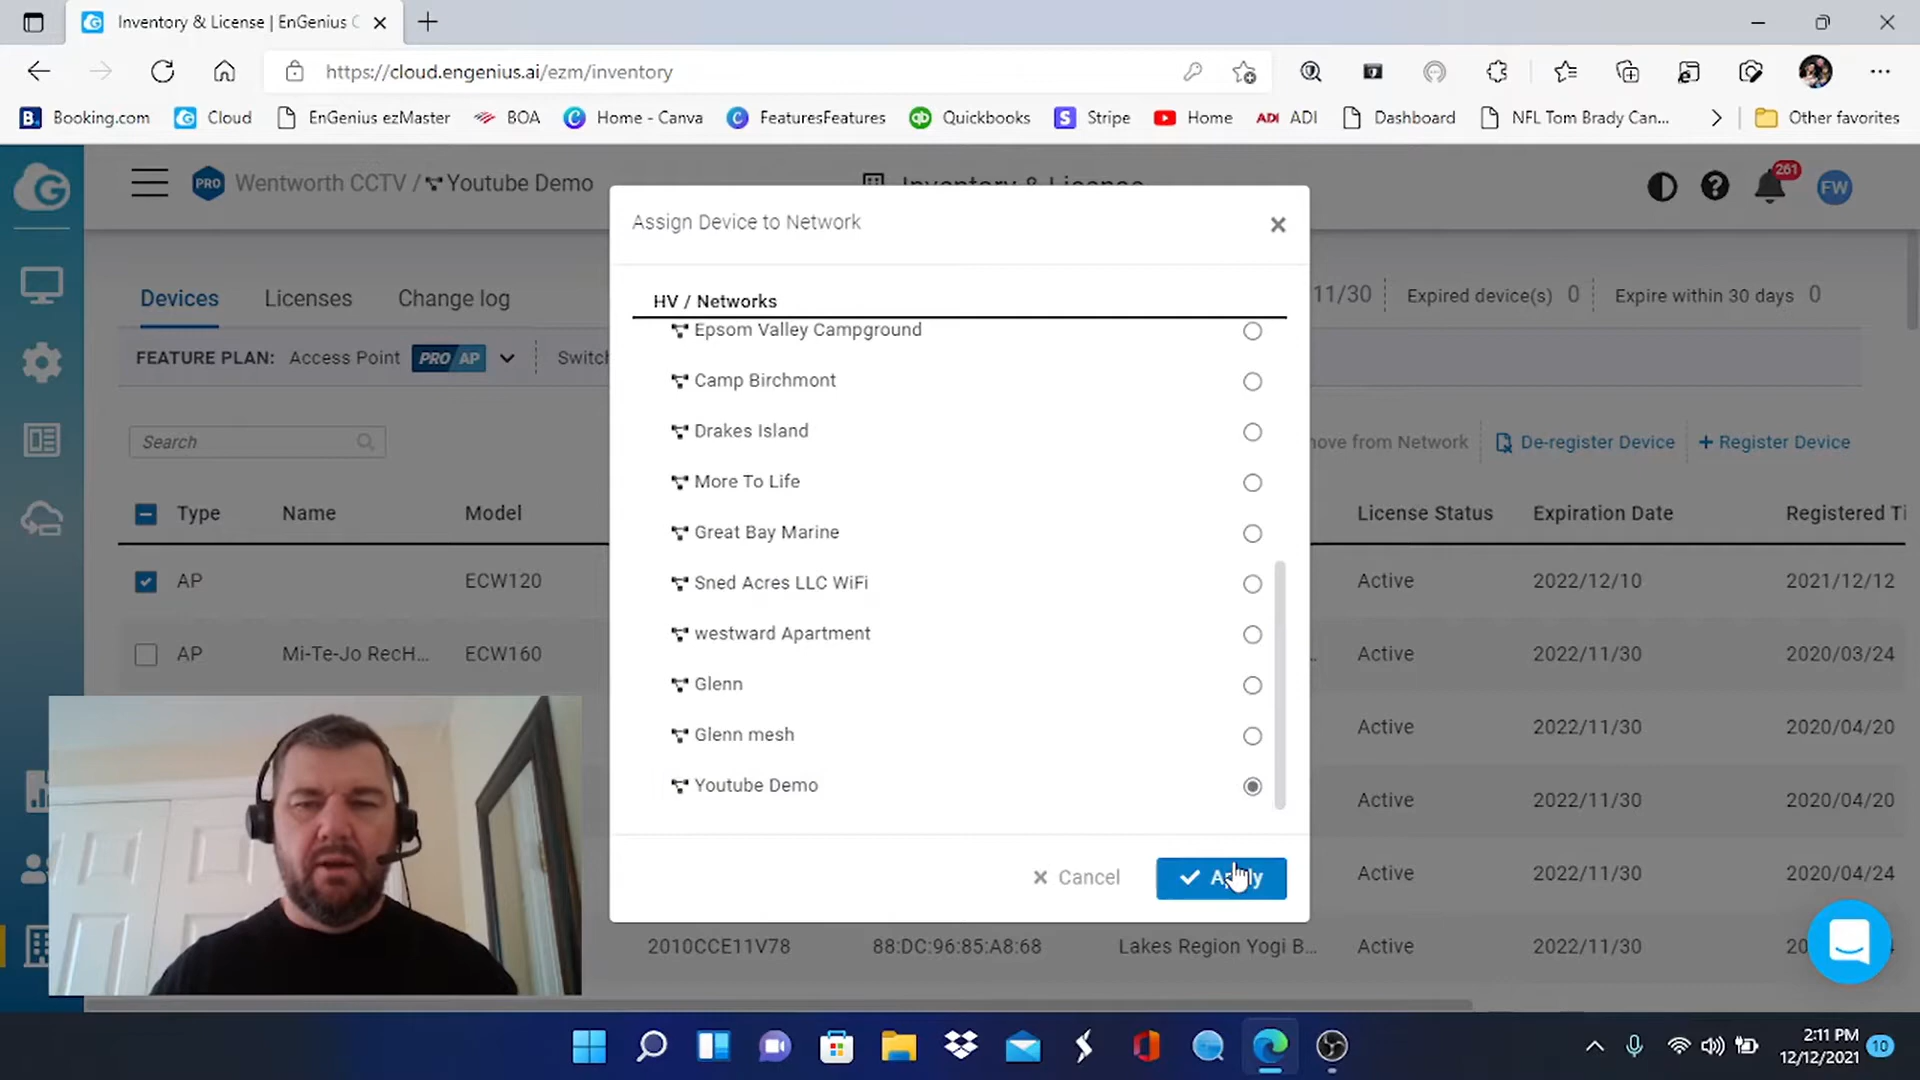 Inventory & License | EnGenius C
https://cloud.engenius.ai/ezm/inventory
B. Booking.com Cloud EnGenius ezMaster BOA Home - Canva FeaturesFeatures Quickbooks Stripe Home ADI ADI Dashboard NFL Tom Brady Can... Other favorites
PRO Wentworth CCTV / Youtube Demo Inventory & License 261 FW
Assign Device to Network
Devices Licenses Change log 11/30 Expired device(s) 0 Expire within 30 days 0
HV / Networks
Epsom Valley Campground
FEATURE PLAN: Access Point PRO AP Switch
Camp Birchmont
Drakes Island
Search move from Network De-register Device + Register Device
More To Life
Type Name Model License Status Expiration Date Registered Ti
Great Bay Marine
AP ECW120 Active 2022/12/10 2021/12/12
Sned Acres LLC WiFi
westward Apartment
AP Mi-Te-Jo RecH... ECW160 Active 2022/11/30 2020/03/24
Glenn
Active 2022/11/30 2020/04/20
Glenn mesh
Youtube Demo
Active 2022/11/30 2020/04/20
Cancel Apply
Active 2022/11/30 2020/04/24
2010CCE11V78 88:DC:96:85:A8:68 Lakes Region Yogi B... Active 2022/11/30 20
2:11 PM
12/12/2021 10